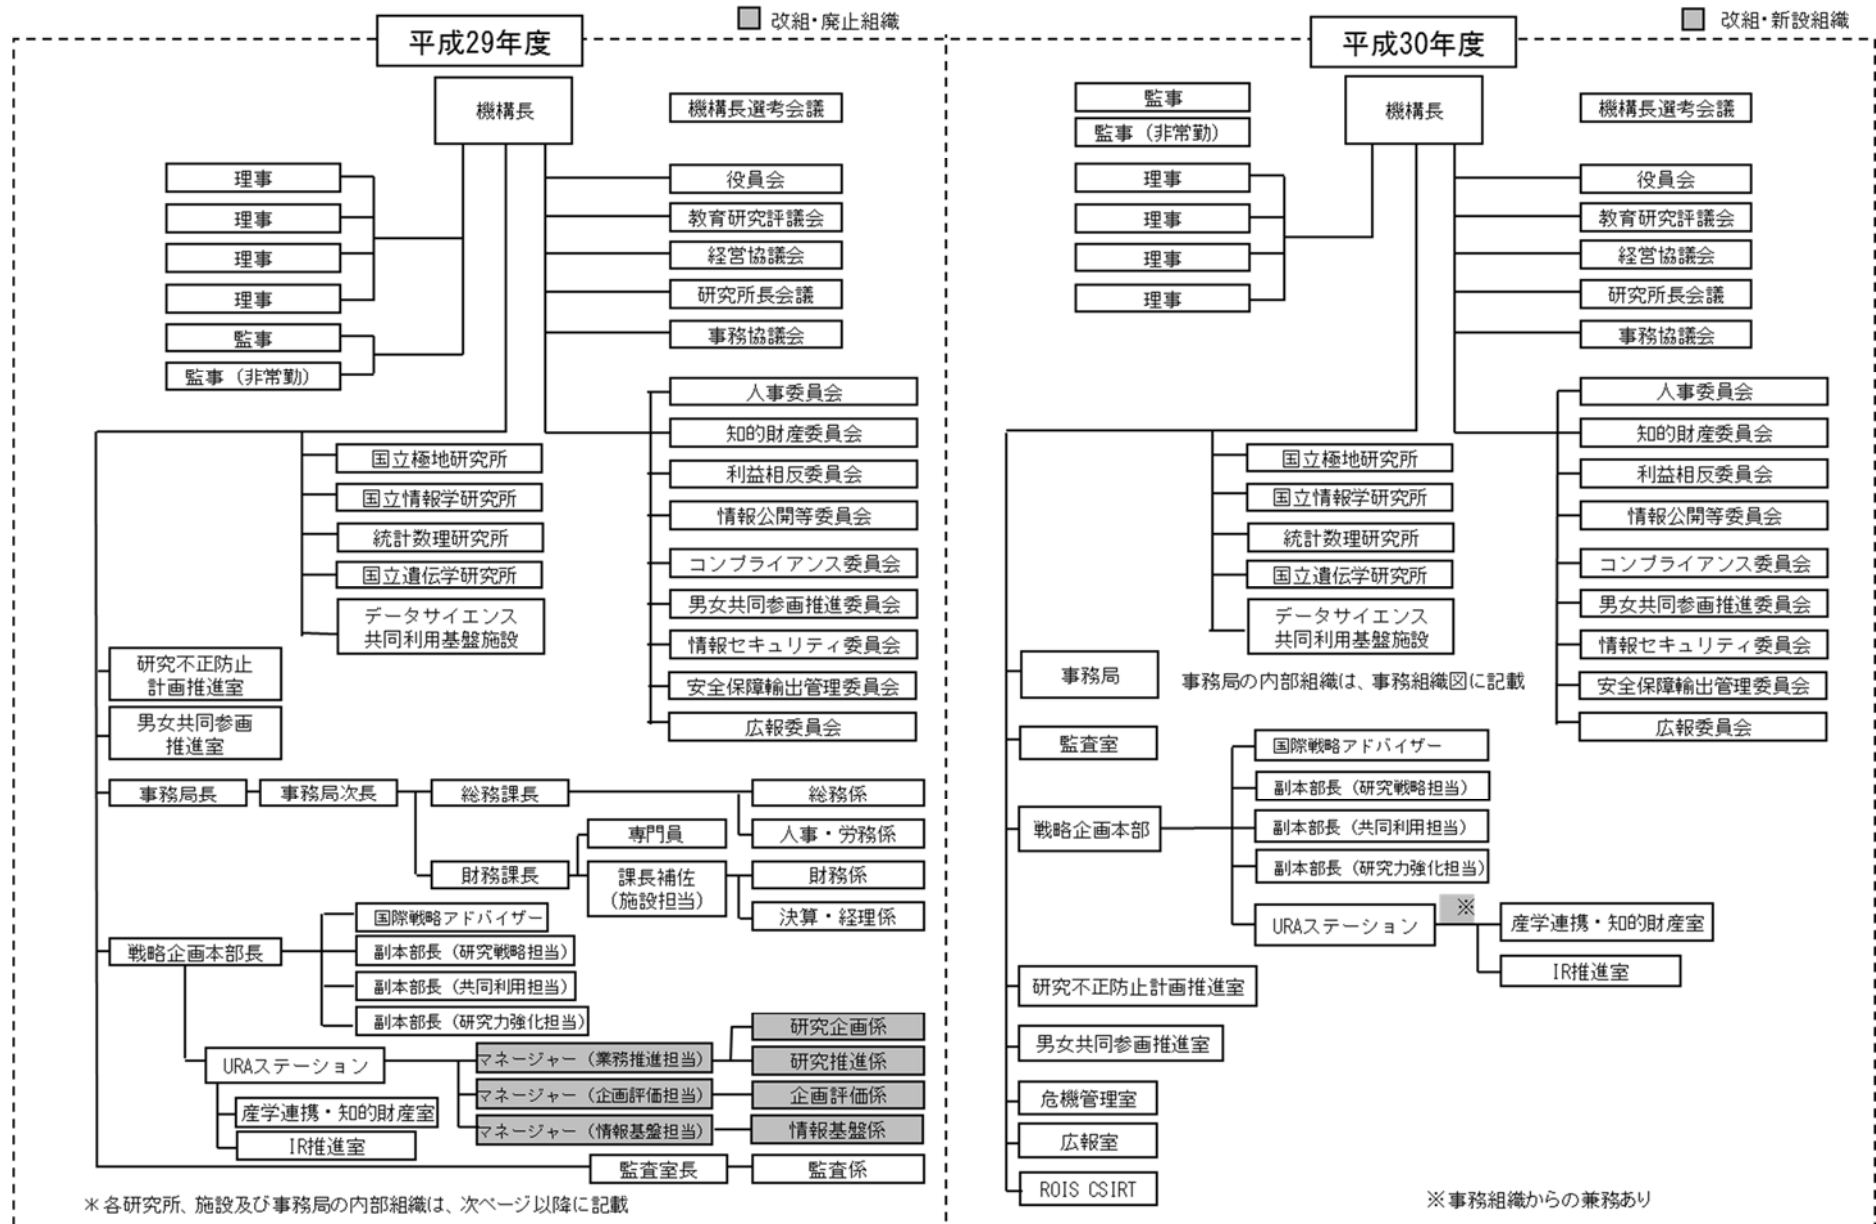 改組・廃止組織
平成29年度
機構長
機構長選考会議
理事
理事
理事
理事
監事
監事（非常勤）
役員会
教育研究評議会
経営協議会
研究所長会議
事務協議会
人事委員会
知的財産委員会
利益相反委員会
情報公開等委員会
コンプライアンス委員会
男女共同参画推進委員会
情報セキュリティ委員会
安全保障輸出管理委員会
広報委員会
国立極地研究所
国立情報学研究所
統計数理研究所
国立遺伝学研究所
データサイエンス
共同利用基盤施設
研究不正防止
計画推進室
男女共同参画
推進室
事務局長
事務局次長
総務課長
総務係
人事・労務係
専門員
財務課長
課長補佐
（施設担当）
財務係
決算・経理係
戦略企画本部長
国際戦略アドバイザー
副本部長（研究戦略担当）
副本部長（共同利用担当）
副本部長（研究力強化担当）
URAステーション
マネージャー（業務推進担当）
研究企画係
研究推進係
マネージャー（企画評価担当）
企画評価係
マネージャー（情報基盤担当）
情報基盤係
産学連携・知的財産室
IR推進室
監査室長
監査係
＊各研究所、施設及び事務局の内部組織は、次ページ以降に記載
改組・新設組織
平成30年度
監事
監事（非常勤）
機構長
機構長選考会議
理事
理事
理事
理事
役員会
教育研究評議会
経営協議会
研究所長会議
事務協議会
人事委員会
知的財産委員会
利益相反委員会
情報公開等委員会
コンプライアンス委員会
男女共同参画推進委員会
情報セキュリティ委員会
安全保障輸出管理委員会
広報委員会
国立極地研究所
国立情報学研究所
統計数理研究所
国立遺伝学研究所
データサイエンス
共同利用基盤施設
事務局
事務局の内部組織は、事務組織図に記載
監査室
戦略企画本部
国際戦略アドバイザー
副本部長（研究戦略担当）
副本部長（共同利用担当）
副本部長（研究力強化担当）
URAステーション
※
産学連携・知的財産室
IR推進室
研究不正防止計画推進室
男女共同参画推進室
危機管理室
広報室
ROIS CSIRT
※事務組織からの兼務あり